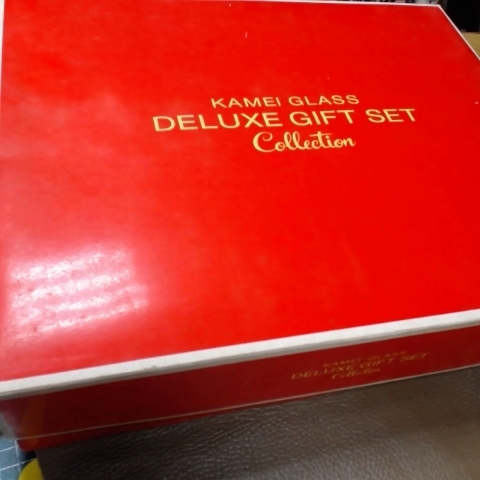 KAMEI GLASS
DELUXE GIFT SET
Collection
KAMEI GLASS
DELUXE GIFT SET
Collection